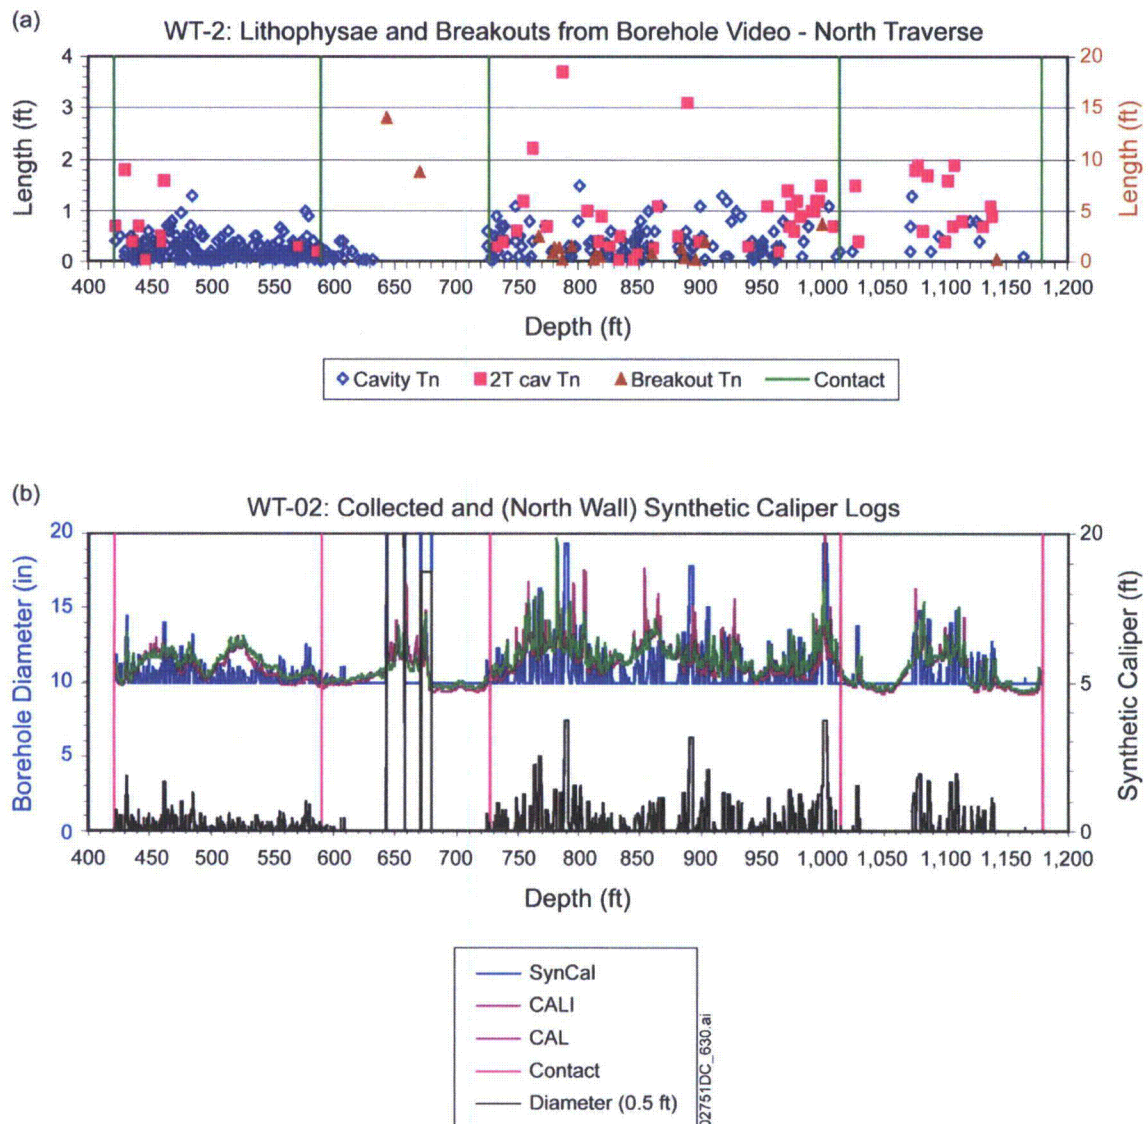 (a)
WT-2: Lithophysae and Breakouts from Borehole Video - North Traverse
4
3
2
1
0
Length (ft)
20
15
10
5
0
Length (ft)
400 450 500 550 600 650 700 750 800 850 900 950 1,000 1,050 1,100 1,150 1,200
Depth (ft)
Cavity Tn 2T cav Tn Breakout Tn Contact
(b)
WT-02: Collected and (North Wall) Synthetic Caliper Logs
20
15
10
5
0
Borehole Diameter (in)
20
5
0
Synthetic Caliper (ft)
400 450 500 550 600 650 700 750 800 850 900 950 1,000 1,050 1,100 1,150 1,200
Depth (ft)
SynCal
CALI
CAL
Contact
Diameter (0.5 ft)
02751DC_630.ai